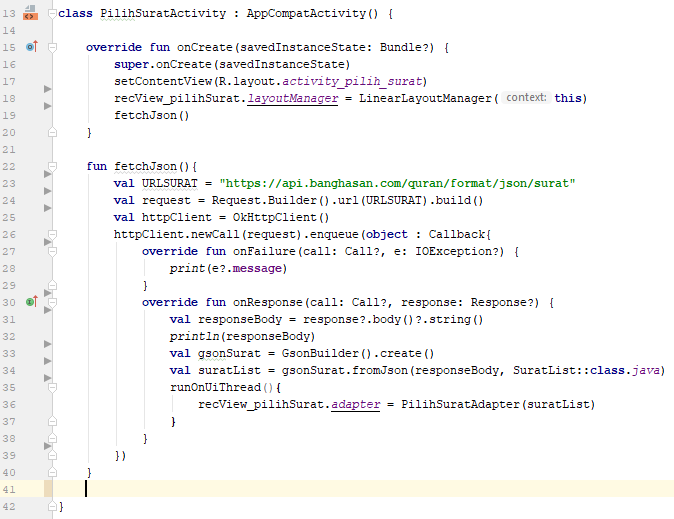 13 class PilihSuratActivity : AppCompatActivity() {
14
15     override fun onCreate(savedInstanceState: Bundle?) {
16         super.onCreate(savedInstanceState)
17         setContentView(R.layout.activity_pilih_surat)
18         recView_pilihSurat.layoutManager = LinearLayoutManager( context: this)
19         fetchJson()
20     }
21
22     fun fetchJson(){
23         val URLSURAT = "https://api.banghasan.com/quran/format/json/surat"
24         val request = Request.Builder().url(URLSURAT).build()
25         val httpClient = OkHttpClient()
26         httpClient.newCall(request).enqueue(object : Callback{
27             override fun onFailure(call: Call?, e: IOException?) {
28                 print(e?.message)
29             }
30             override fun onResponse(call: Call?, response: Response?) {
31                 val responseBody = response?.body()?.string()
32                 println(responseBody)
33                 val gsonSurat = GsonBuilder().create()
34                 val suratList = gsonSurat.fromJson(responseBody, SuratList::class.java)
35                 runOnUiThread(){
36                     recView_pilihSurat.adapter = PilihSuratAdapter(suratList)
37                 }
38             }
39         })
40     }
41
42 }